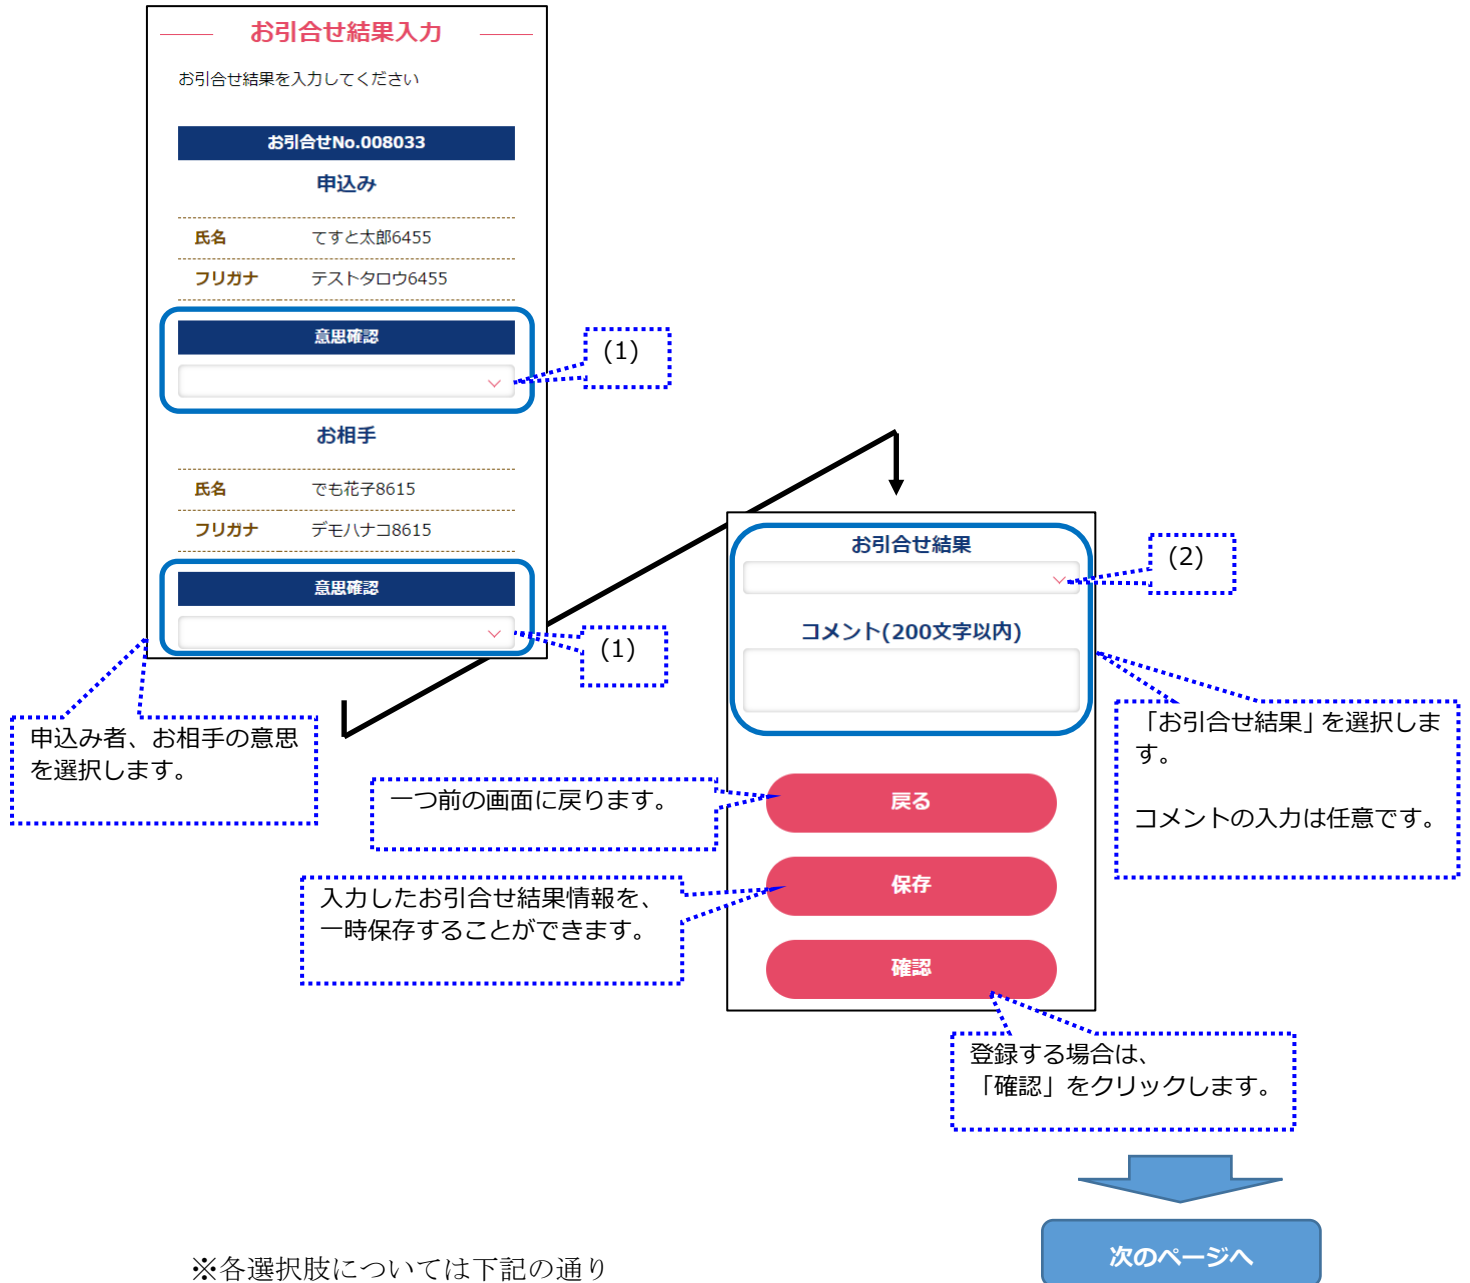 お引合せ結果入力
お引合せ結果を入力してください
お引合せNo.008033
申込み
氏名 てすと太郎6455
フリガナ テストタロウ6455
意思確認
(1)
お相手
氏名 でも花子8615
フリガナ デモハナコ8615
意思確認
(1)
申込み者、お相手の意思
を選択します。
お引合せ結果
(2)
コメント(200文字以内)
「お引合せ結果」を選択しま
す。
コメントの入力は任意です。
一つ前の画面に戻ります。
戻る
入力したお引合せ結果情報を、
一時保存することができます。
保存
確認
登録する場合は、
「確認」をクリックします。
次のページへ
※各選択肢については下記の通り